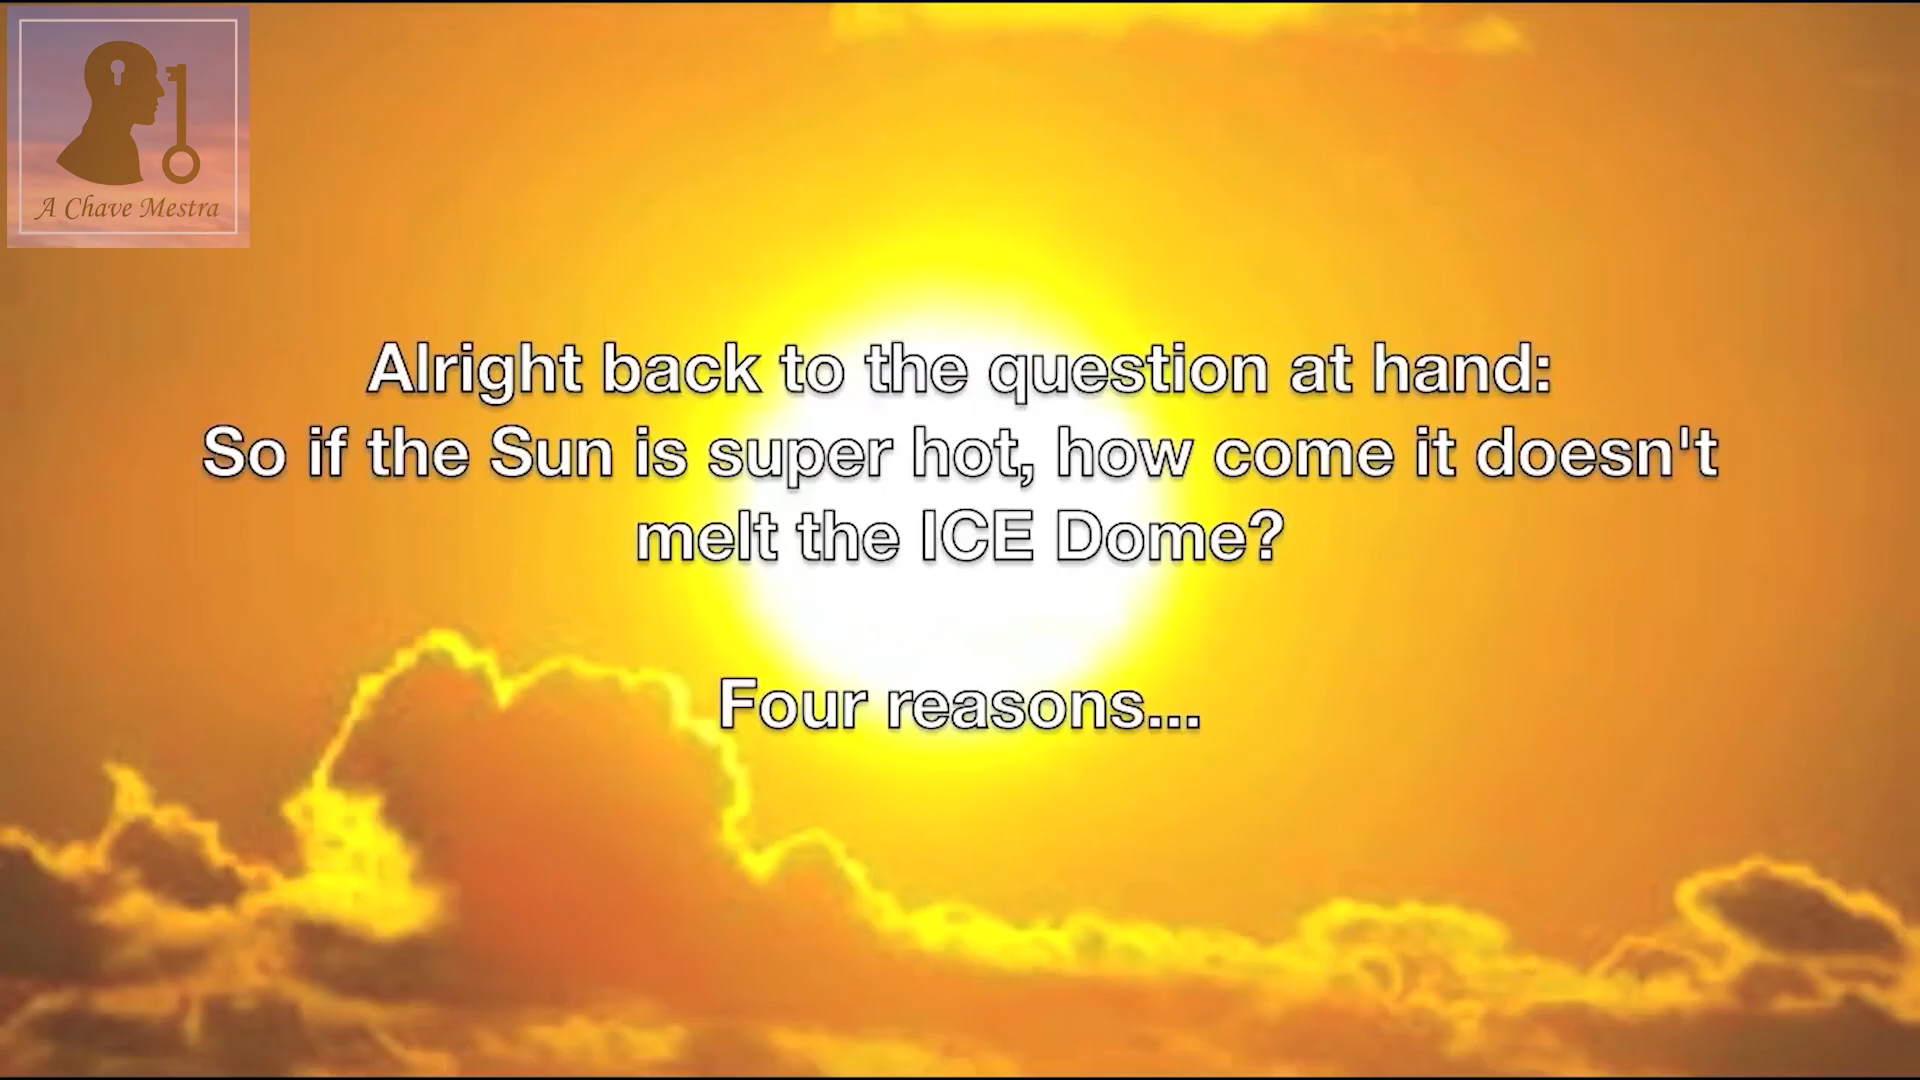 A Chave Mestra
Alright back to the question at hand:
So if the Sun is super hot, how come it doesn't
melt the ICE Dome?
Four reasons...